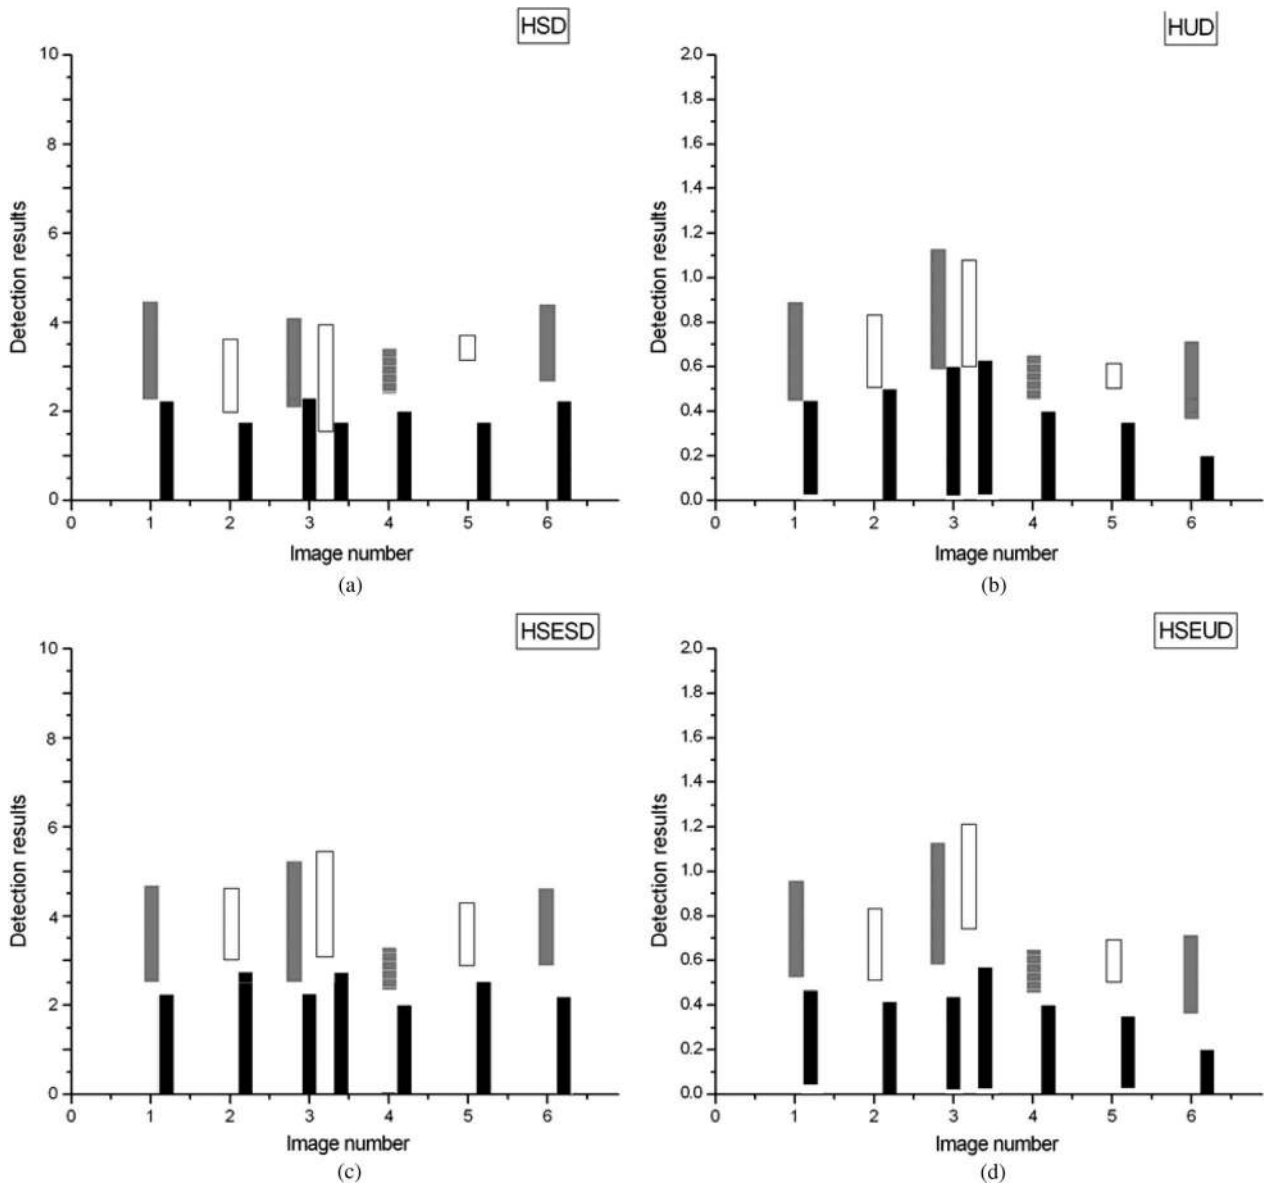 HSD
10
8
6
4
2
0
Detection results
0 1 2 3 4 5 6
Image number
(a)
HUD
2.0
1.8
1.6
1.4
1.2
1.0
0.8
0.6
0.4
0.2
0.0
Detection results
0 1 2 3 4 5 6
Image number
(b)
HSESD
10
8
6
4
2
0
Detection results
0 1 2 3 4 5 6
Image number
(c)
HSEUD
2.0
1.8
1.6
1.4
1.2
1.0
0.8
0.6
0.4
0.2
0.0
Detection results
0 1 2 3 4 5 6
Image number
(d)